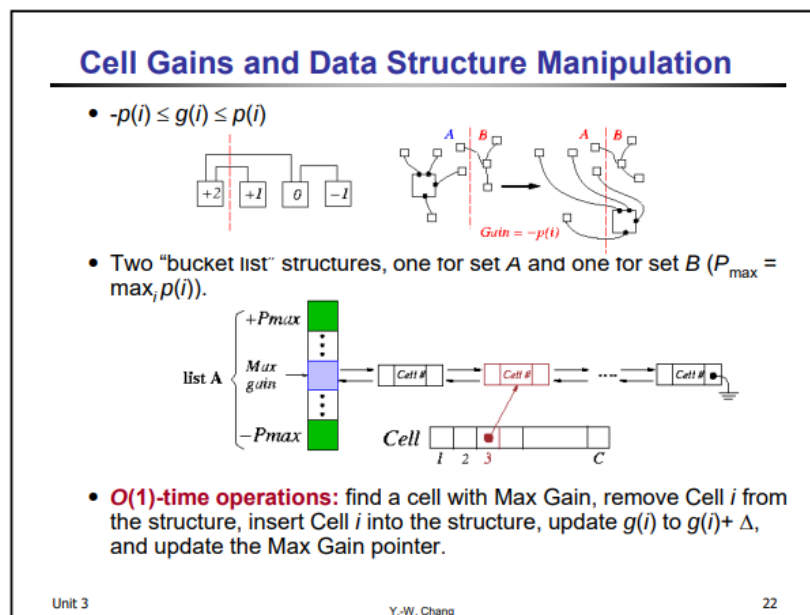 Cell Gains and Data Structure Manipulation
• -p(i) ≤ g(i) ≤ p(i)
A B A B
+2 +1 0 −1
Gain = −p(i)
• Two "bucket list" structures, one for set A and one for set B (Pmax =
maxi p(i)).
+Pmax
list A Max gain Cell # Cell # Cell #
−Pmax
Cell
1 2 3 C
• O(1)-time operations: find a cell with Max Gain, remove Cell i from
the structure, insert Cell i into the structure, update g(i) to g(i)+ Δ,
and update the Max Gain pointer.
Unit 3
Y.-W. Chang
22